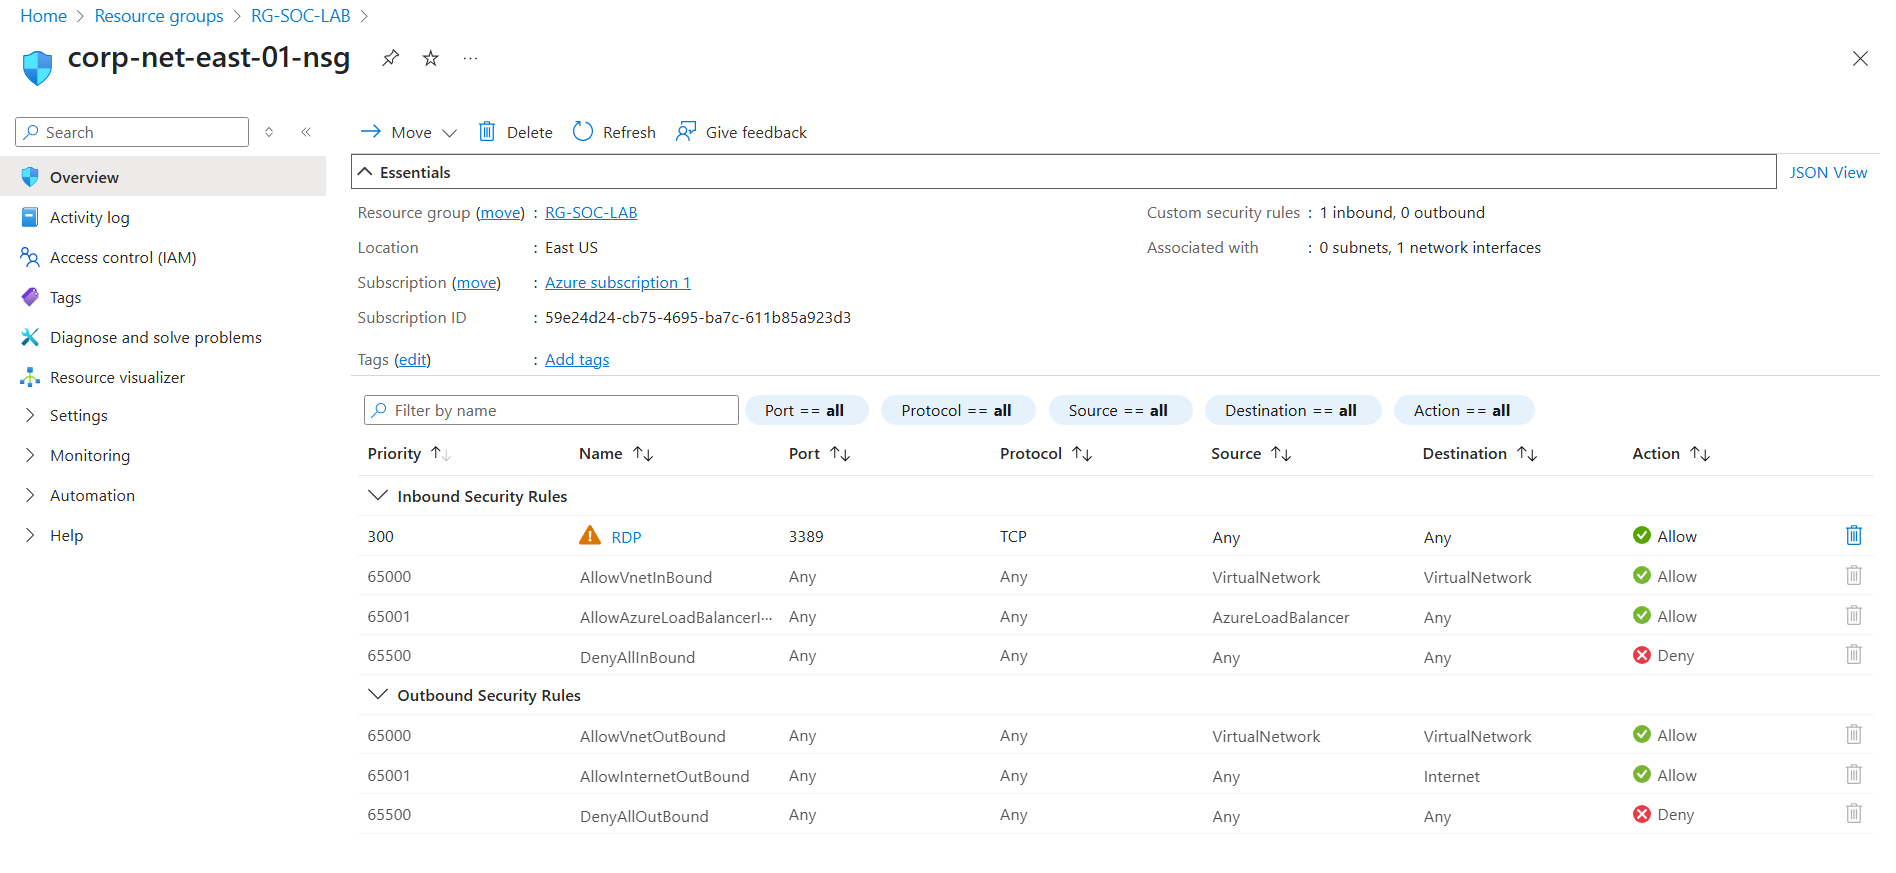 Home > Resource groups > RG-SOC-LAB >
corp-net-east-01-nsg
Search
Move Delete Refresh Give feedback
Overview
Activity log
Access control (IAM)
Tags
Diagnose and solve problems
Resource visualizer
Settings
Monitoring
Automation
Help
Essentials JSON View
Resource group (move) : RG-SOC-LAB Custom security rules : 1 inbound, 0 outbound
Location : East US Associated with : 0 subnets, 1 network interfaces
Subscription (move) : Azure subscription 1
Subscription ID : 59e24d24-cb75-4695-ba7c-611b85a923d3
Tags (edit) : Add tags
Filter by name Port == all Protocol == all Source == all Destination == all Action == all
Priority Name Port Protocol Source Destination Action
Inbound Security Rules
300 RDP 3389 TCP Any Any Allow
65000 AllowVnetInBound Any Any VirtualNetwork VirtualNetwork Allow
65001 AllowAzureLoadBalancerI... Any Any AzureLoadBalancer Any Allow
65500 DenyAllInBound Any Any Any Any Deny
Outbound Security Rules
65000 AllowVnetOutBound Any Any VirtualNetwork VirtualNetwork Allow
65001 AllowInternetOutBound Any Any Any Internet Allow
65500 DenyAllOutBound Any Any Any Any Deny